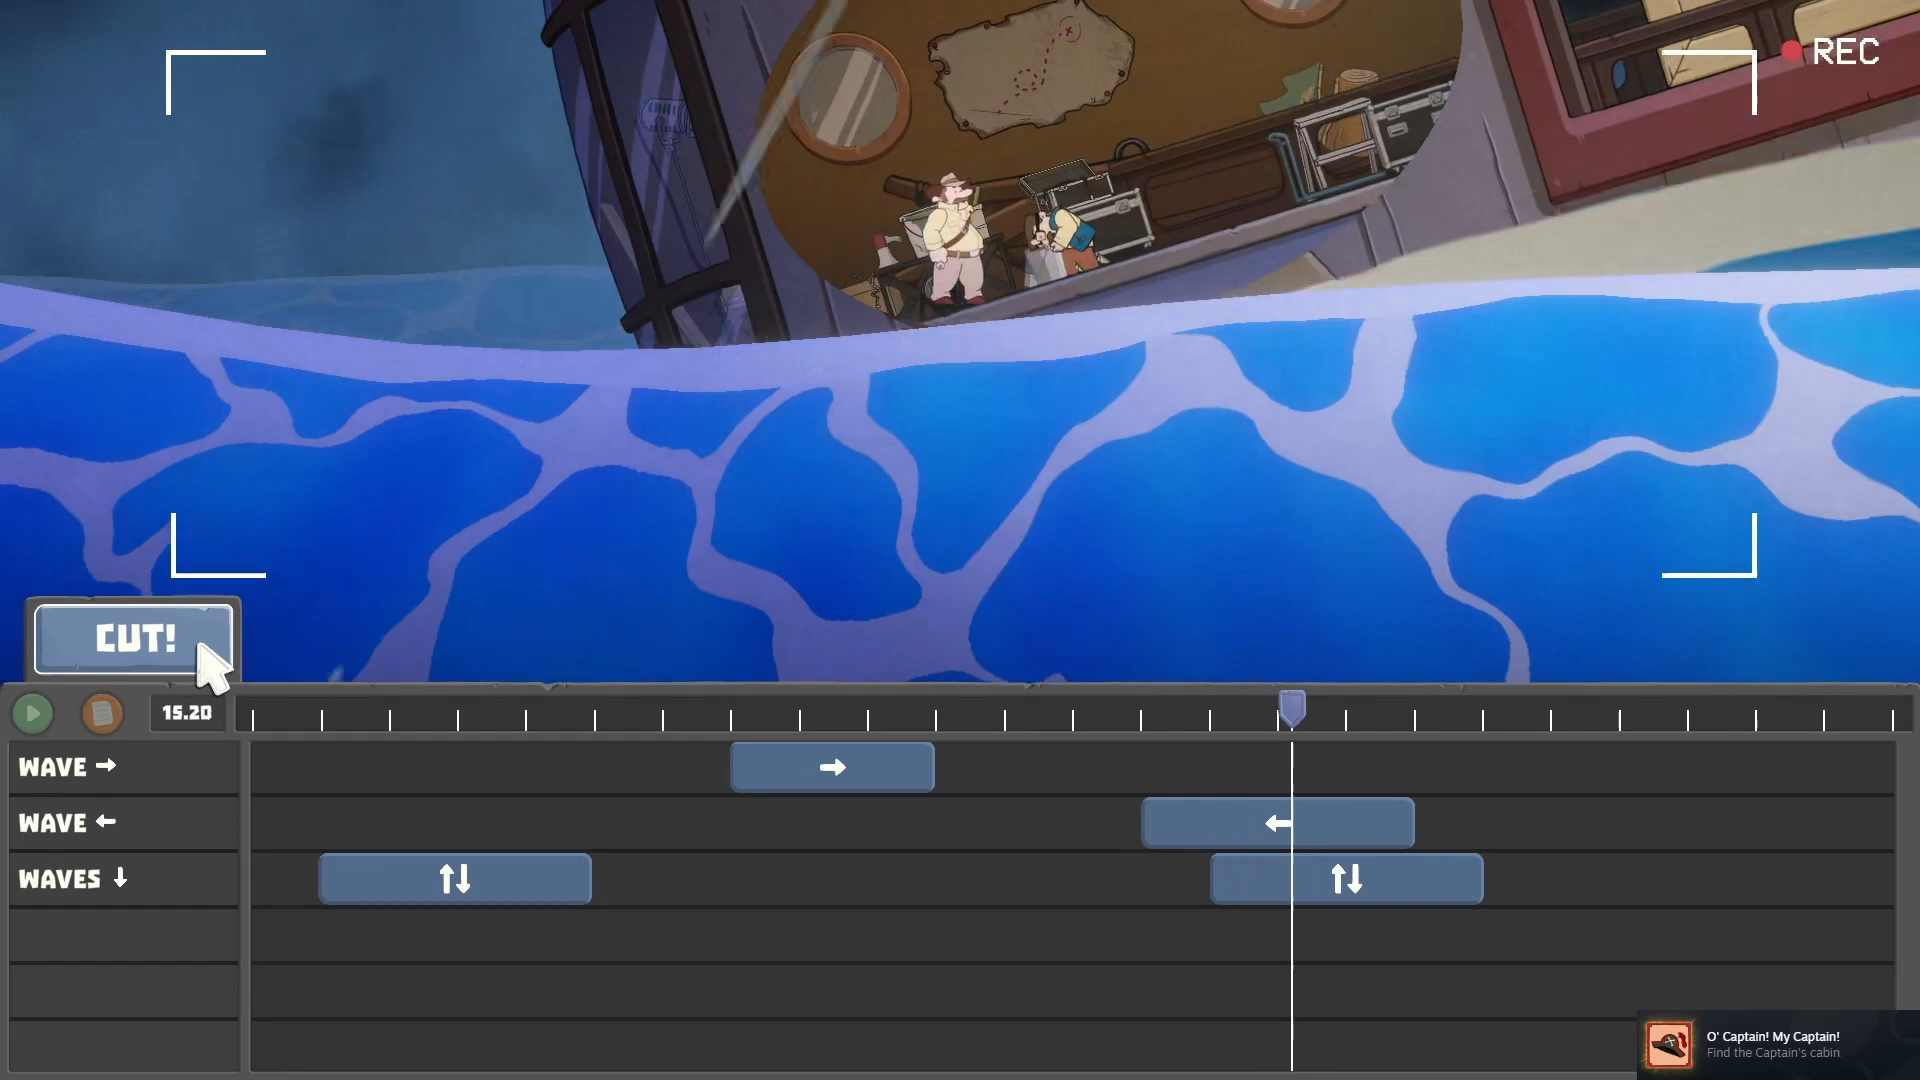 REC
CUT!
15.20
WAVE →
WAVE ←
WAVES ↓
O' Captain! My Captain!
Find the Captain's cabin